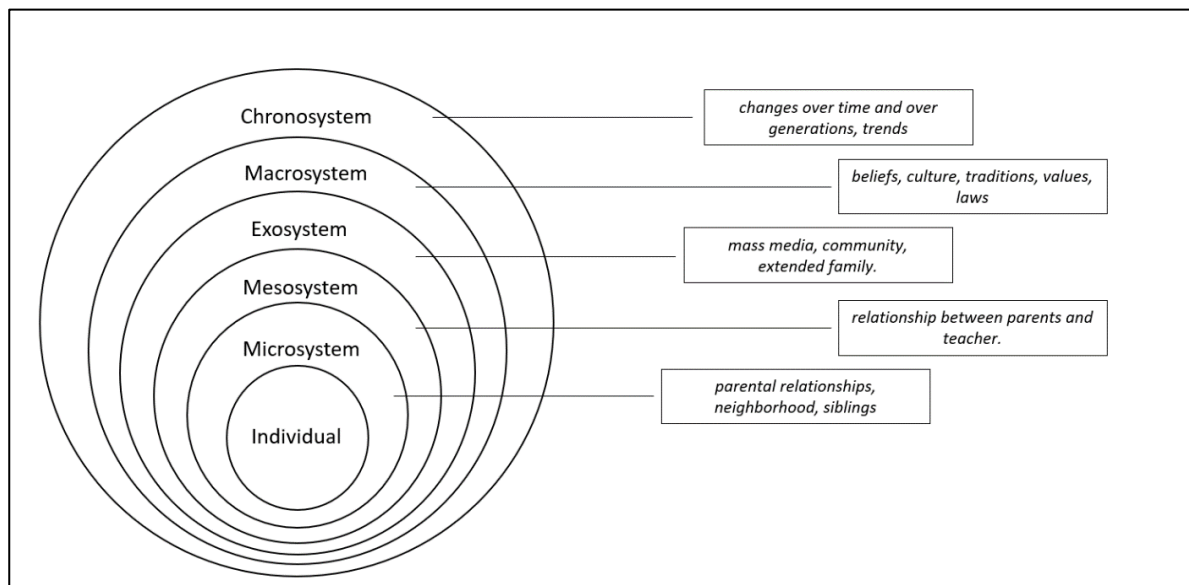 Chronosystem
changes over time and over
generations, trends
Macrosystem
beliefs, culture, traditions, values,
laws
Exosystem
mass media, community,
extended family.
Mesosystem
relationship between parents and
teacher.
Microsystem
parental relationships,
neighborhood, siblings
Individual